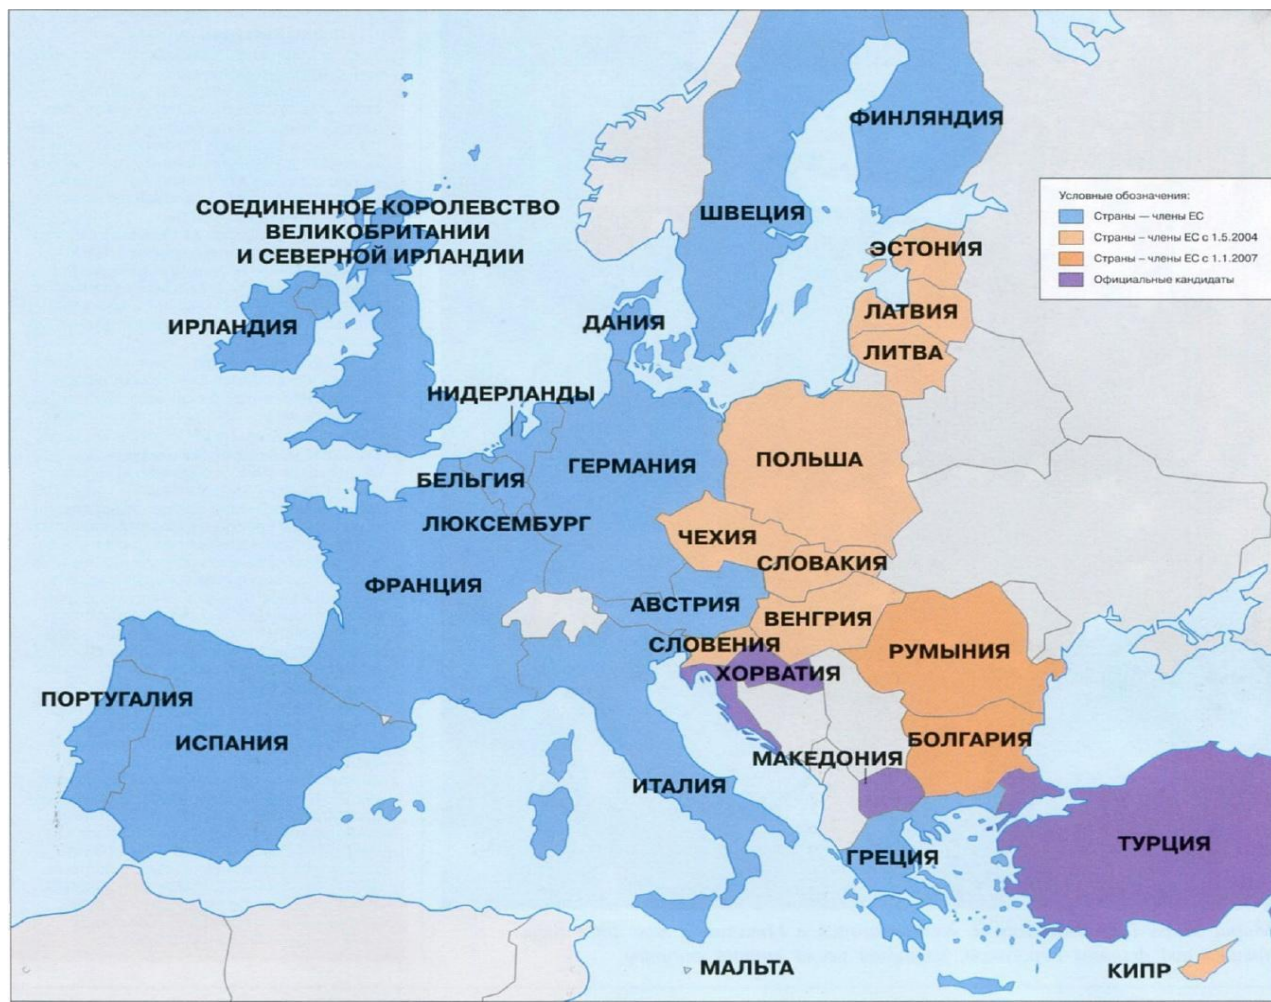 ФИНЛЯНДИЯ
Условные обозначения:
Страны — члены ЕС
Страны – члены ЕС с 1.5.2004
Страны – члены ЕС с 1.1.2007
Официальные кандидаты
СОЕДИНЕННОЕ КОРОЛЕВСТВО
ВЕЛИКОБРИТАНИИ
И СЕВЕРНОЙ ИРЛАНДИИ
ШВЕЦИЯ
ЭСТОНИЯ
ИРЛАНДИЯ
ДАНИЯ
ЛАТВИЯ
ЛИТВА
НИДЕРЛАНДЫ
БЕЛЬГИЯ
ГЕРМАНИЯ
ПОЛЬША
ЛЮКСЕМБУРГ
ЧЕХИЯ
СЛОВАКИЯ
ФРАНЦИЯ
АВСТРИЯ
ВЕНГРИЯ
СЛОВЕНИЯ
РУМЫНИЯ
ХОРВАТИЯ
ПОРТУГАЛИЯ
ИСПАНИЯ
БОЛГАРИЯ
МАКЕДОНИЯ
ИТАЛИЯ
ГРЕЦИЯ
ТУРЦИЯ
МАЛЬТА
КИПР